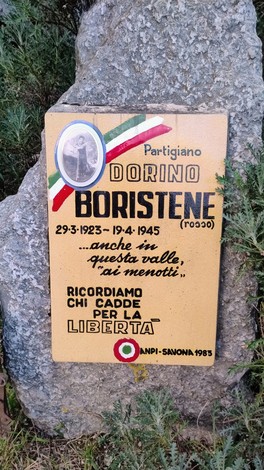 Partigiano
DORINO
BORISTENE
(rosso)
29-3-1923 - 19-4-1945
...anche in
questa valle,
"ai menotti"..
RICORDIAMO
CHI CADDE
PER LA
LIBERTÀ
ANPI-SAVONA 1985